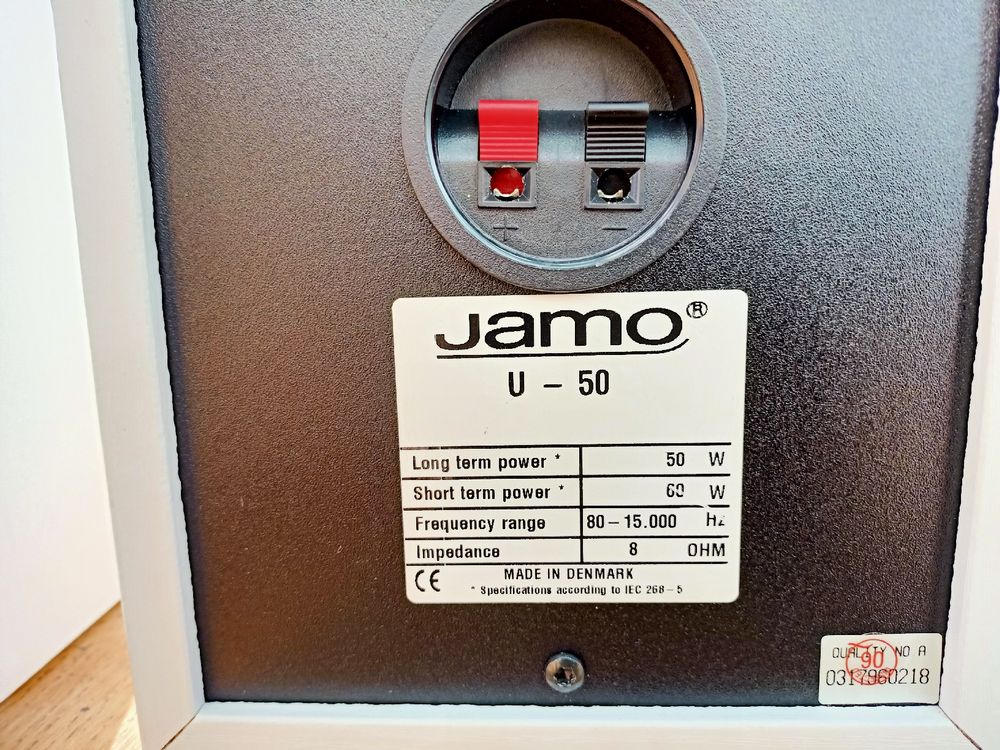 + −
Jamo®
U – 50
Long term power * 50 W
Short term power * 60 W
Frequency range 80–15.000 Hz
Impedance 8 OHM
CE MADE IN DENMARK
* Specifications according to IEC 268–5
QUALITY NO A
90
0317960218